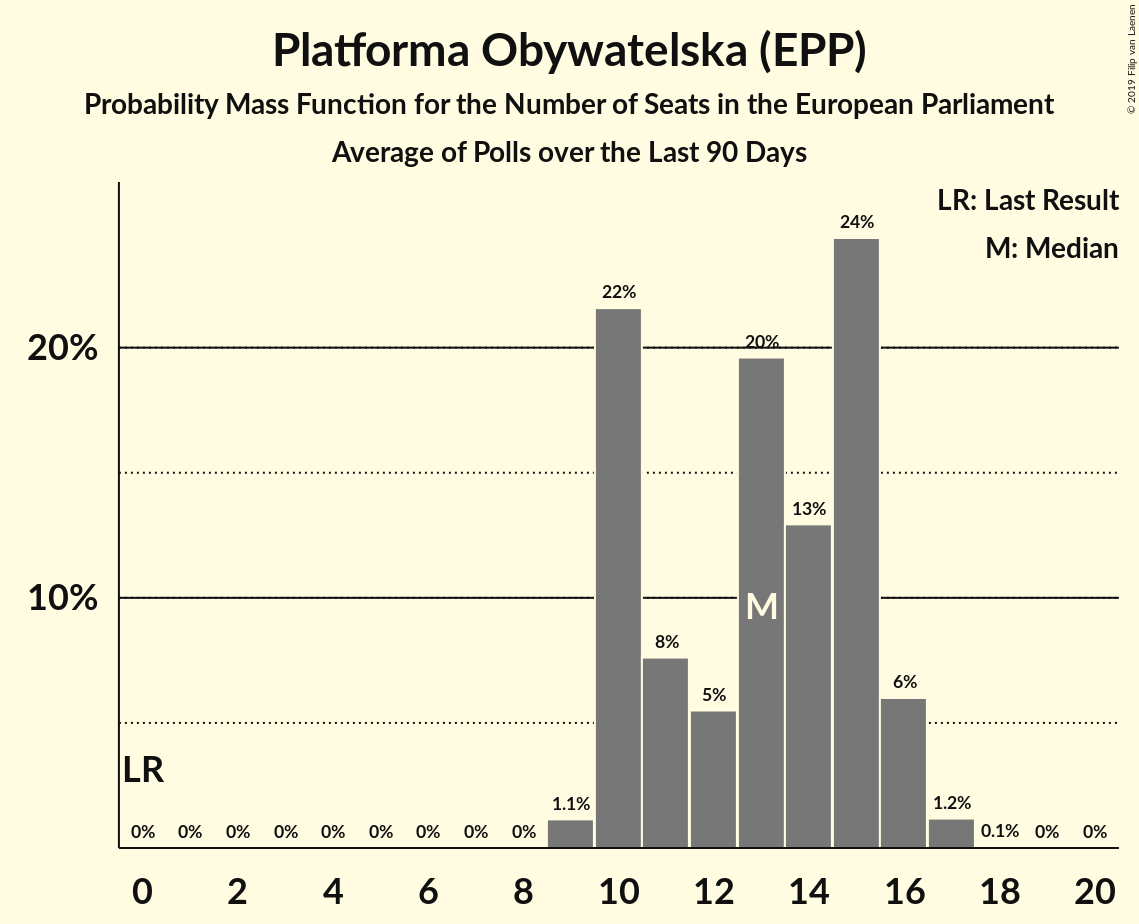 Platforma Obywatelska (EPP)
Probability Mass Function for the Number of Seats in the European Parliament
Average of Polls over the Last 90 Days
© 2019 Filip van Laenen
LR: Last Result
M: Median
20%
10%
LR
M
0% 0% 0% 0% 0% 0% 0% 0% 0% 1.1% 22% 8% 5% 20% 13% 24% 6% 1.2% 0.1% 0% 0%
0 2 4 6 8 10 12 14 16 18 20